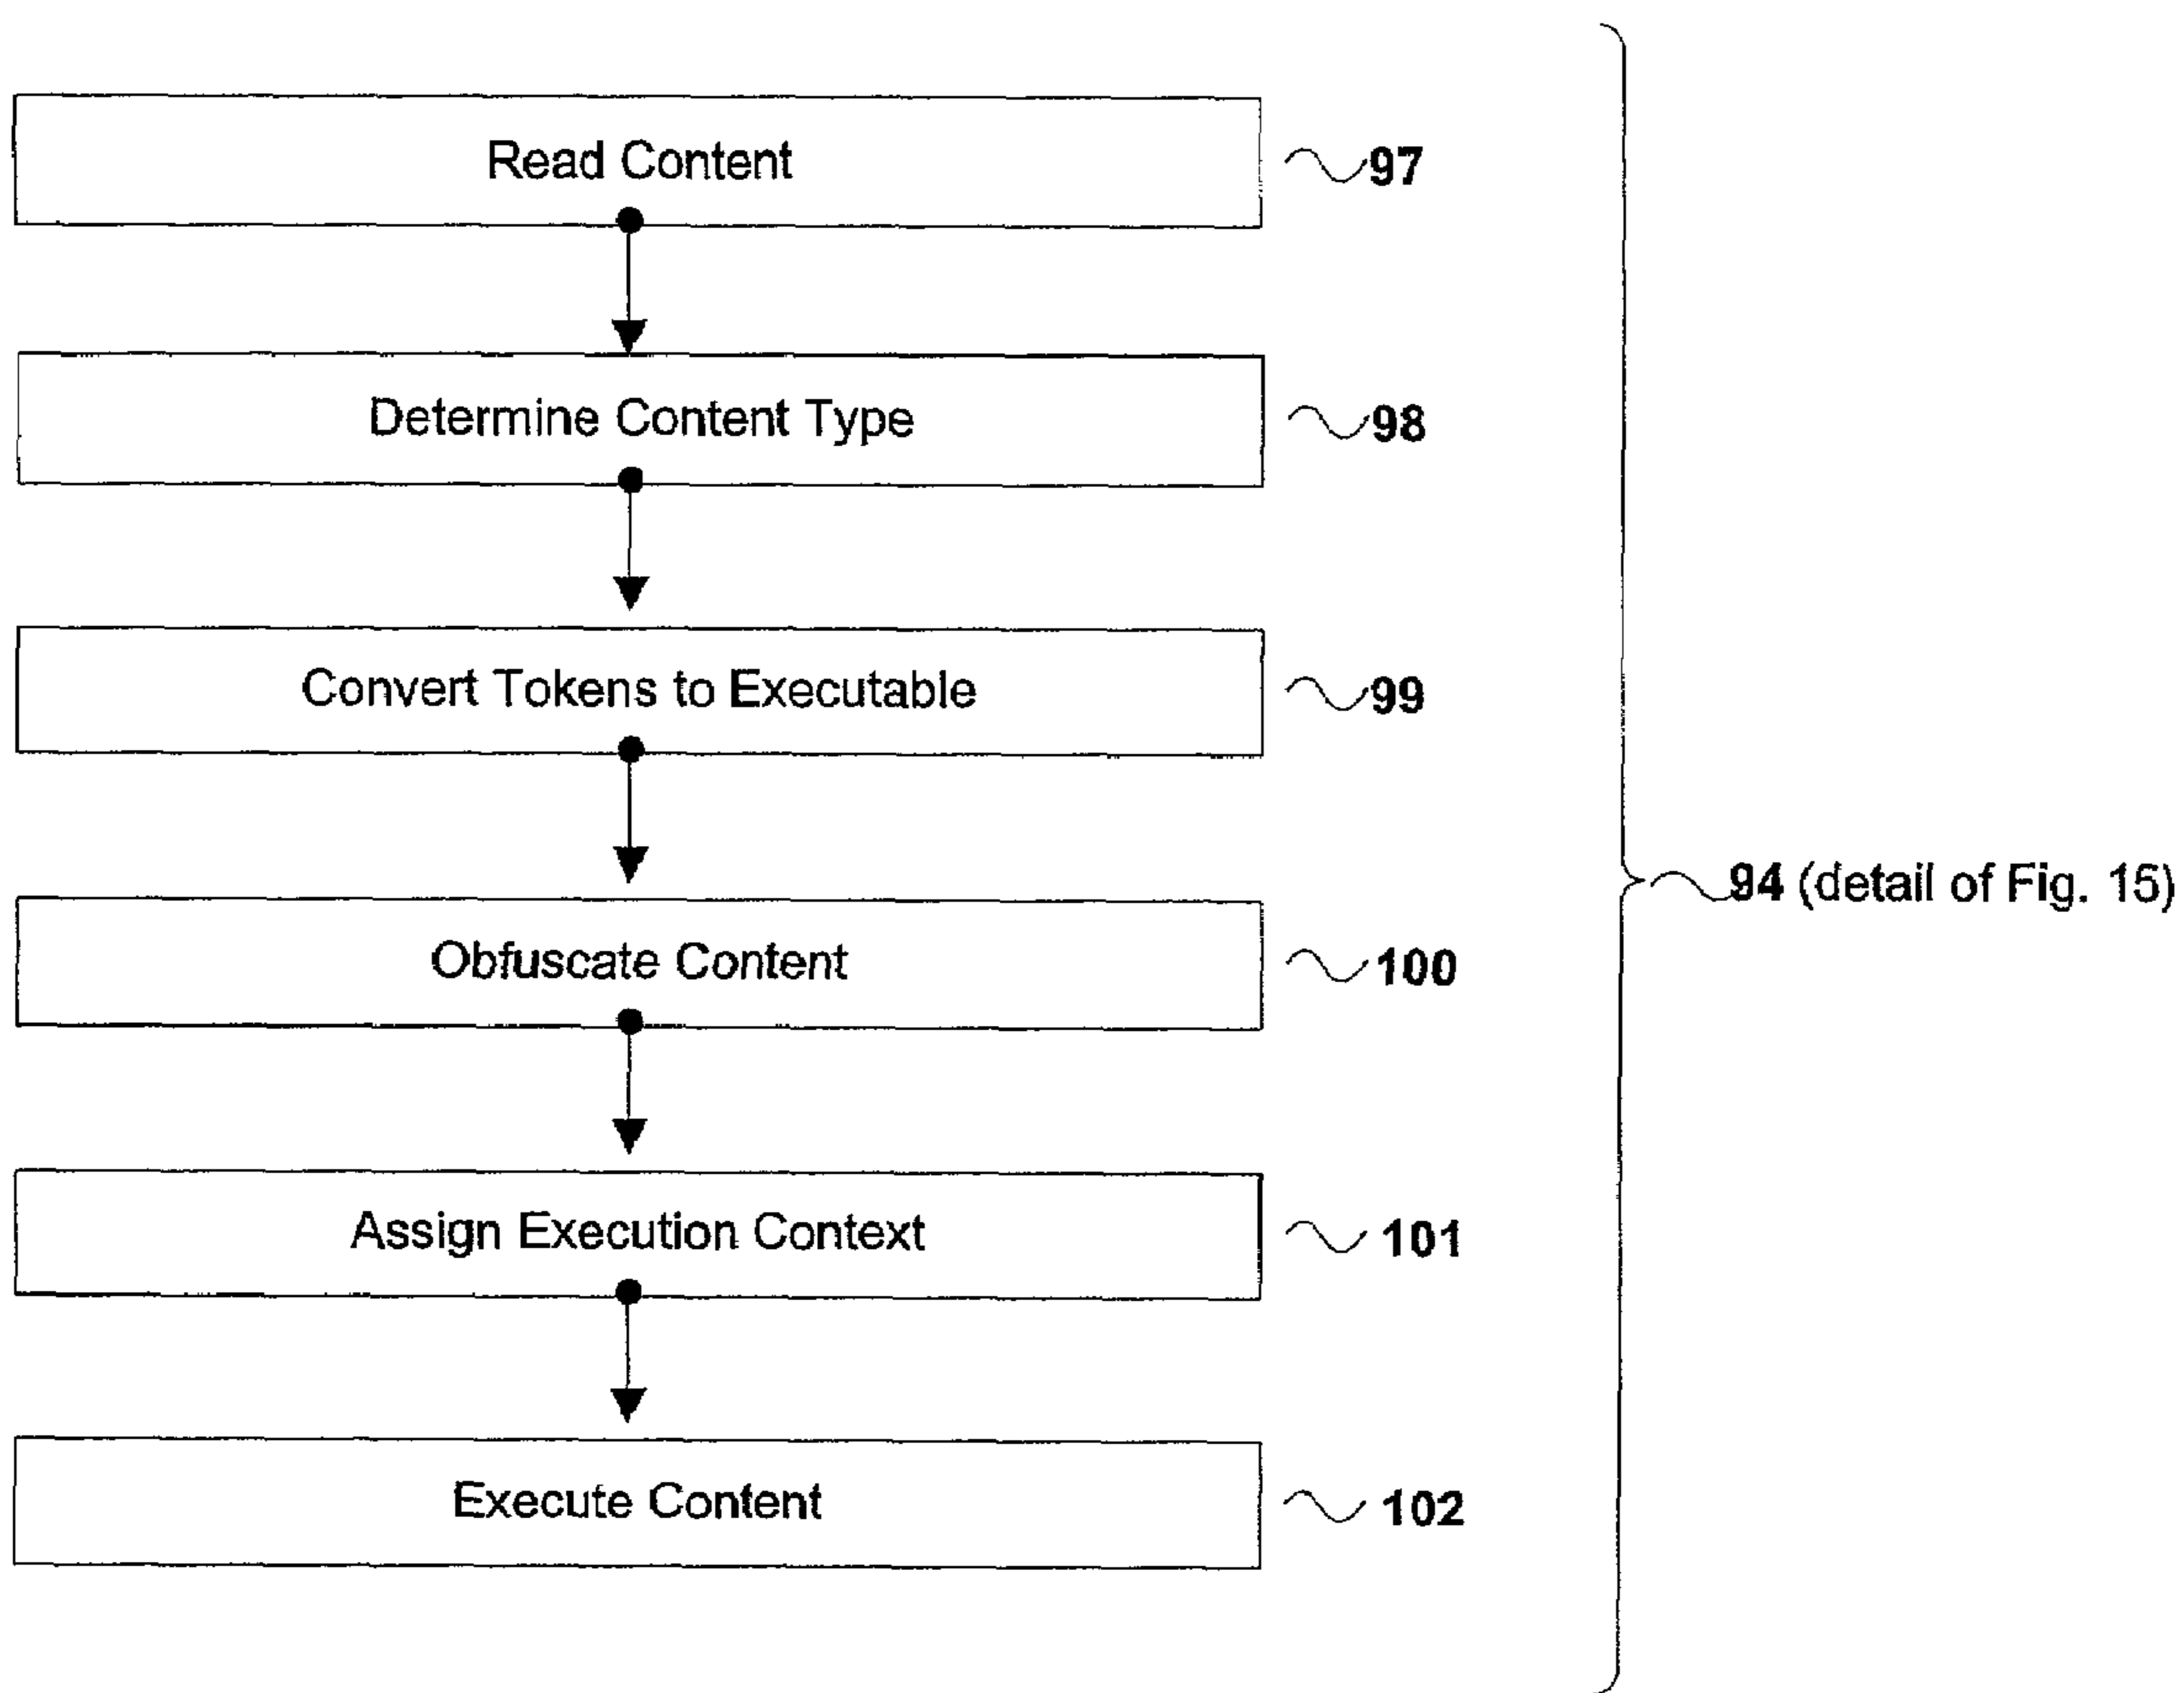 Read Content 97
Determine Content Type 98
Convert Tokens to Executable 99
94 (detail of Fig. 15)
Obfuscate Content 100
Assign Execution Context 101
Execute Content 102